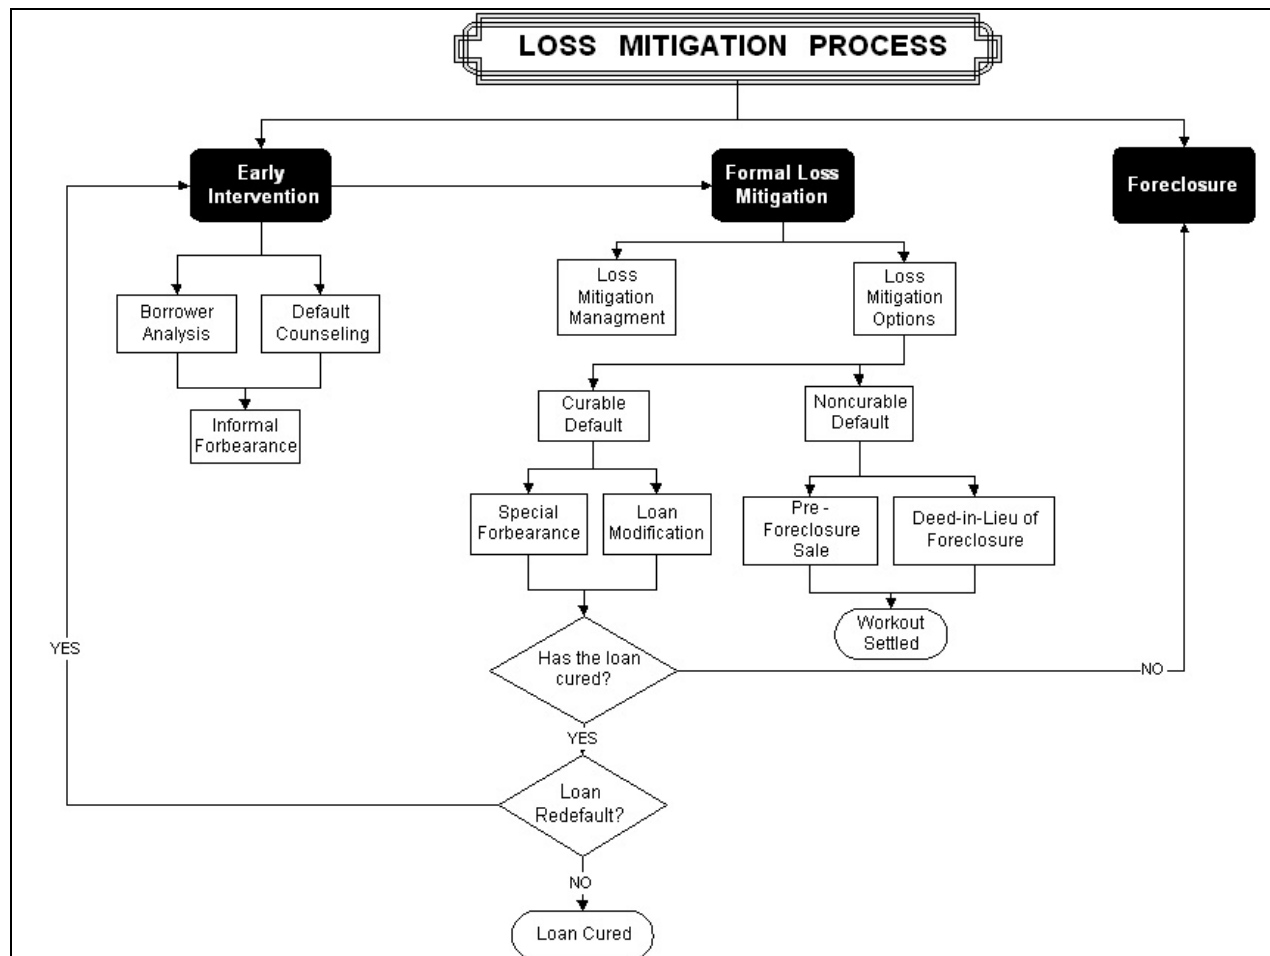 LOSS MITIGATION PROCESS
Early
Intervention
Formal Loss
Mitigation
Foreclosure
Loss
Mitigation
Managment
Loss
Mitigation
Options
Borrower
Analysis
Default
Counseling
Informal
Forbearance
Curable
Default
Noncurable
Default
Special
Forbearance
Loan
Modification
Pre -
Foreclosure
Sale
Deed-in-Lieu of
Foreclosure
Workout
Settled
Has the loan
cured?
NO
YES
YES
Loan
Redefault?
NO
Loan Cured